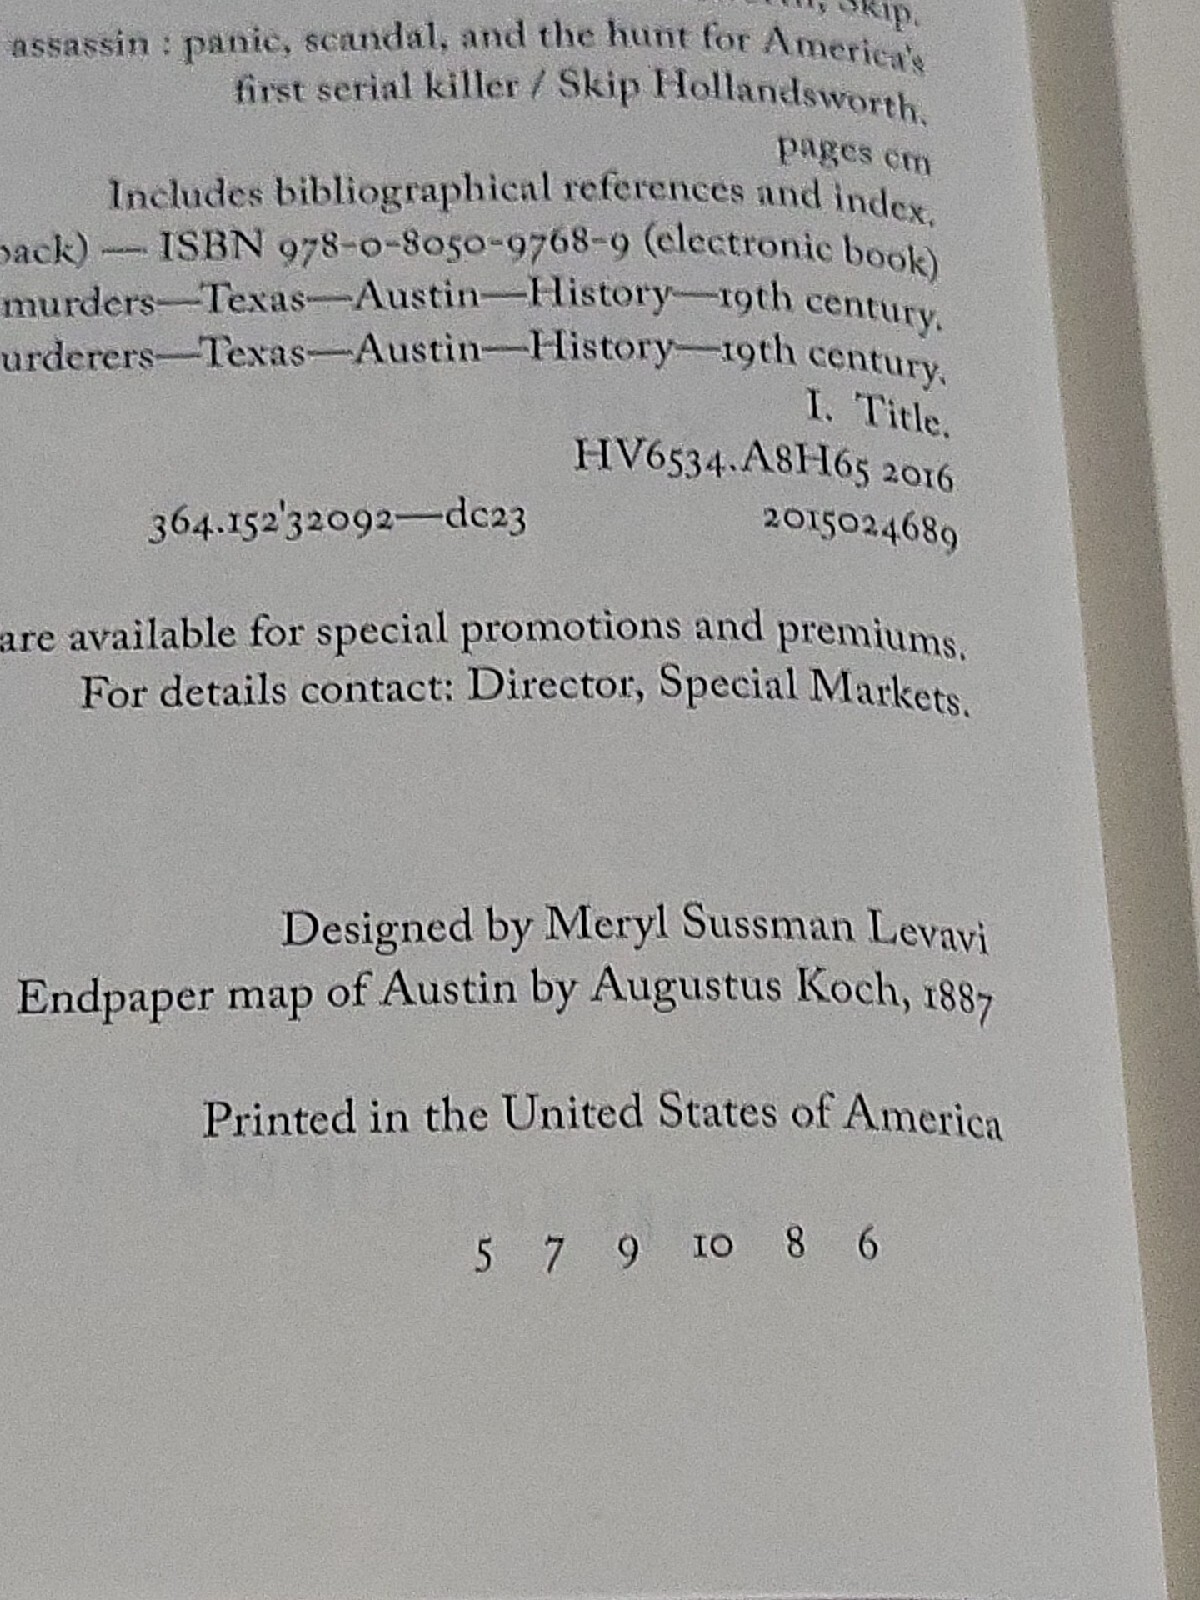 Skip.
assassin : panic, scandal, and the hunt for America's
first serial killer / Skip Hollandsworth.
pages cm
Includes bibliographical references and index.
back) — ISBN 978-0-8050-9768-9 (electronic book)
murders—Texas—Austin—History—19th century.
urderers—Texas—Austin—History—19th century.
I. Title.
HV6534.A8H65 2016
364.152'32092—dc23 2015024689
are available for special promotions and premiums.
For details contact: Director, Special Markets.
Designed by Meryl Sussman Levavi
Endpaper map of Austin by Augustus Koch, 1887
Printed in the United States of America
5 7 9 10 8 6